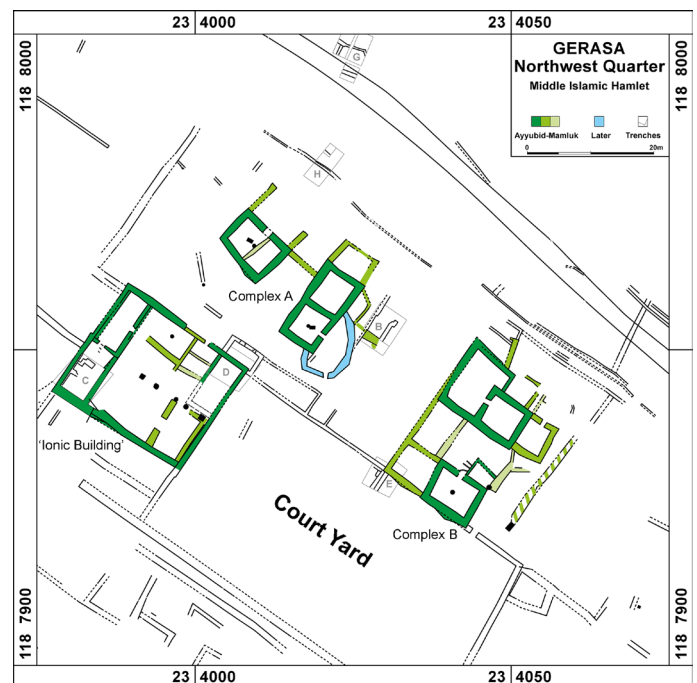 23 4000
23 4050
118 8000
118 8000
GERASA
Northwest Quarter
Middle Islamic Hamlet
Ayyubid-Mamluk
Later
Trenches
0
20m
G
H
Complex A
B
C
D
'Ionic Building'
E
Court Yard
Complex B
118 7900
118 7900
23 4000
23 4050